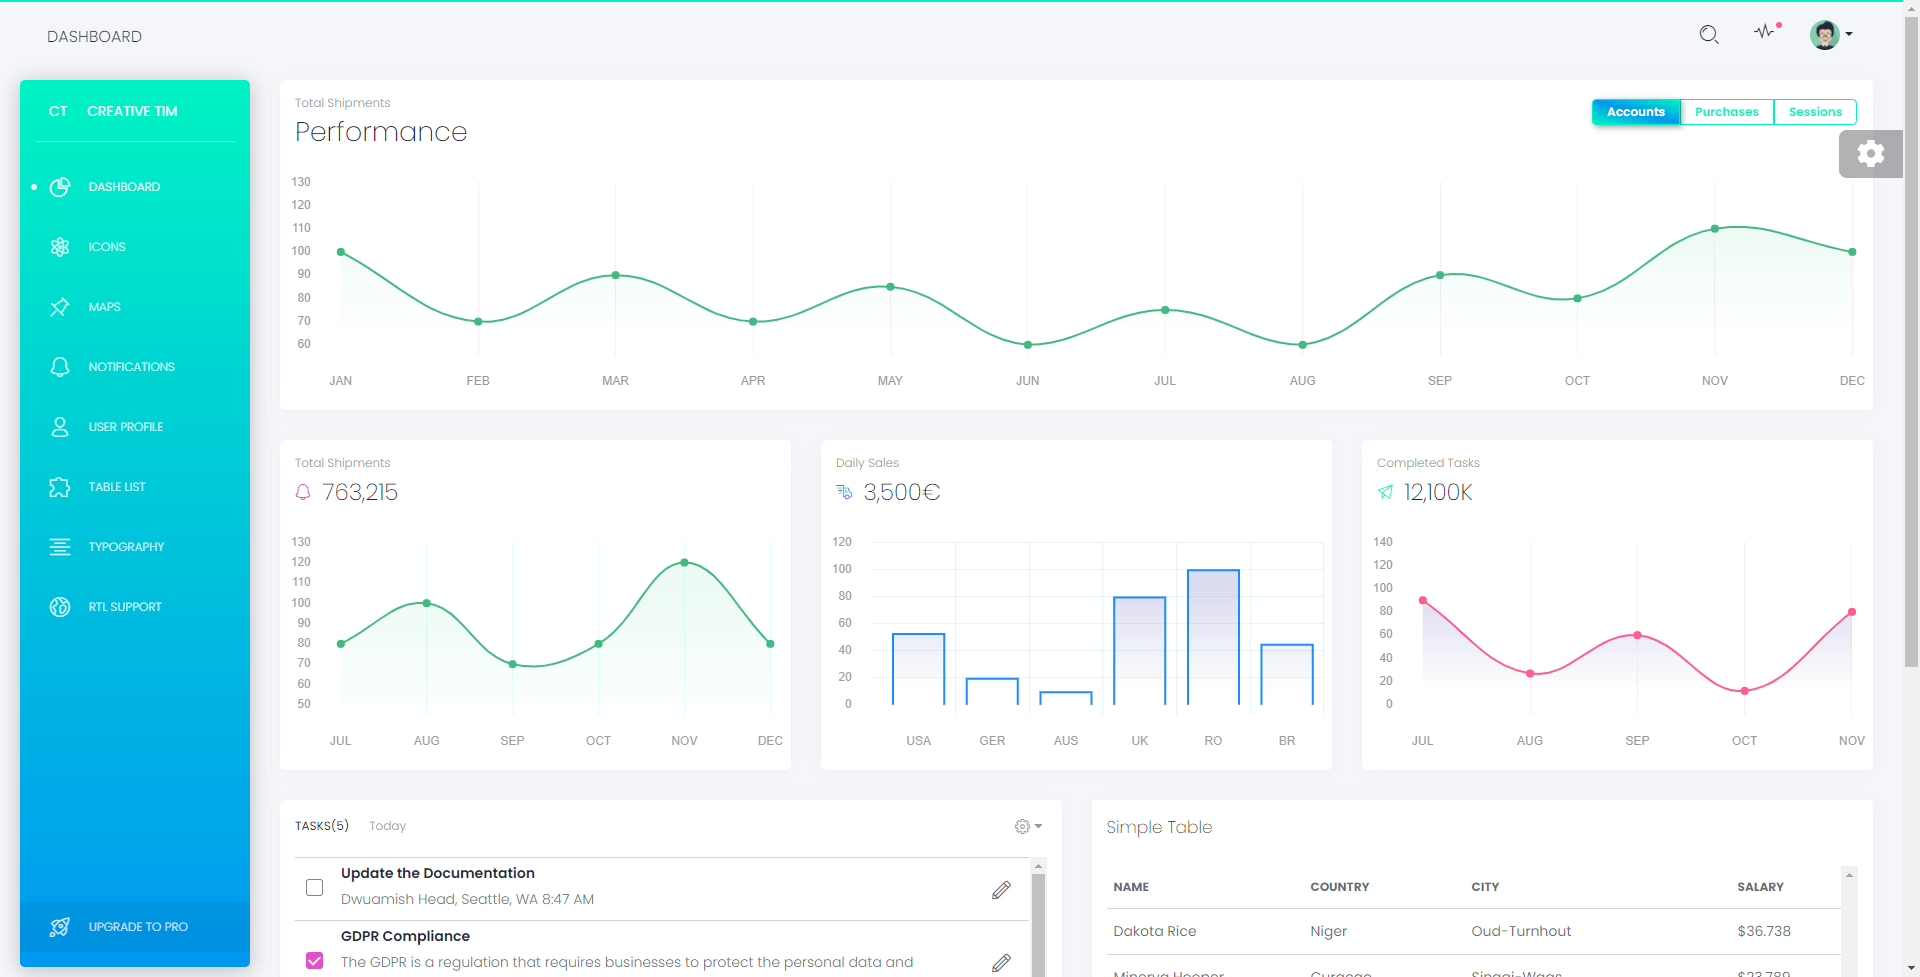 DASHBOARD
CT CREATIVE TIM
DASHBOARD
ICONS
MAPS
NOTIFICATIONS
USER PROFILE
TABLE LIST
TYPOGRAPHY
RTL SUPPORT
UPGRADE TO PRO
Total Shipments
Performance
Accounts Purchases Sessions
130
120
110
100
90
80
70
60
JAN FEB MAR APR MAY JUN JUL AUG SEP OCT NOV DEC
Total Shipments
763,215
130
120
110
100
90
80
70
60
50
JUL AUG SEP OCT NOV DEC
Daily Sales
3,500€
120
100
80
60
40
20
0
USA GER AUS UK RO BR
Completed Tasks
12,100K
140
120
100
80
60
40
20
0
JUL AUG SEP OCT NOV
TASKS(5) Today
Update the Documentation
Dwuamish Head, Seattle, WA 8:47 AM
GDPR Compliance
The GDPR is a regulation that requires businesses to protect the personal data and
Simple Table
NAME COUNTRY CITY SALARY
Dakota Rice Niger Oud-Turnhout $36.738
Minerva Hooper Curaçao Sinaai-Waas $23.789